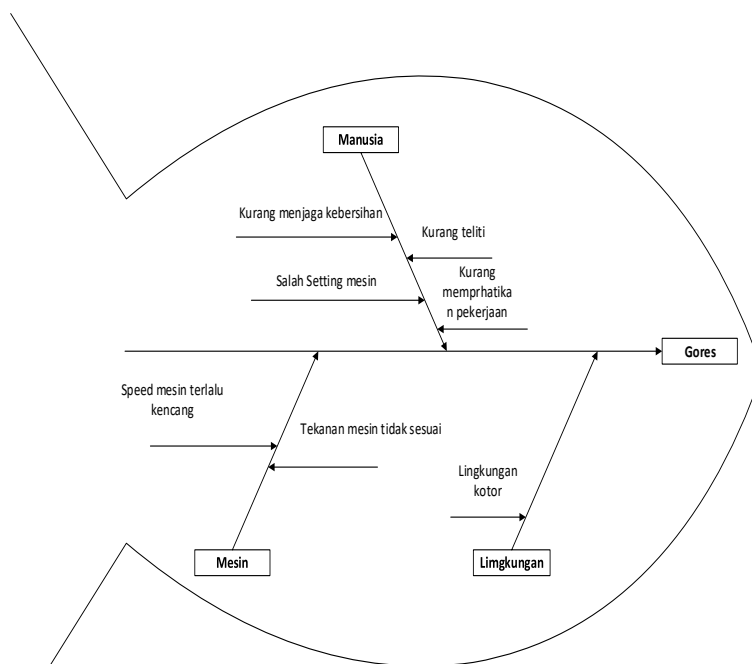 Manusia
Kurang menjaga kebersihan
Kurang teliti
Salah Setting mesin
Kurang
memprhatika
n pekerjaan
Gores
Speed mesin terlalu
kencang
Tekanan mesin tidak sesuai
Lingkungan
kotor
Mesin
Limgkungan